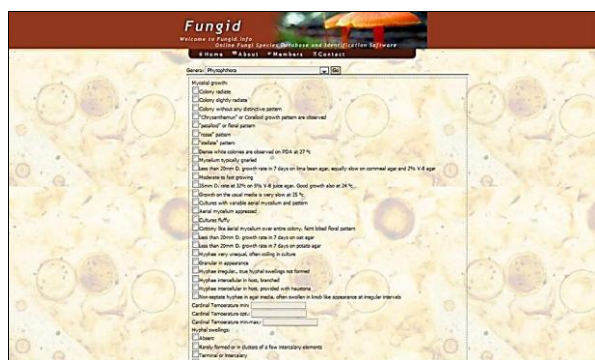 Fungid
Welcome to Fungid.info
Online Fungi Species Database and Identification Software
Home About Members Contact
Genera: Phytophthora Go
Mycelial growth:
Colony radiate
Colony slightly radiate
Colony without any distinctive pattern
"Chrysanthemun" or Coralloid growth pattern are observed
"petalloid" or floral pattern
"rosse" pattern
"stellate" pattern
Dense white colonies are observed on PDA at 27 ºc
Mycelium typically gnarled
Less than 20mm D. growth rate in 7 days on lima bean agar, equally slow on cornmeal agar and 2% V-8 agar
Moderate to fast growing
at 32ºc on 5% V-8 juice agar. Good growth also at 24 ºc.
Growth on the usual media is very slow at 25 ºc.
Cultures with variable aerial mycelium and pattern
Aerial mycelium appressed
Cultures fluffy
Cottony like aerial mycelium over entire colony, faint lobed floral pattern
Less than 20mm D. growth rate in 7 days on oat agar
Less than 20mm D. growth rate in 7 days on potato agar
Hyphae very unequal, often coiling in culture
Granular in appearance
Hyphae irregular, true hyphal swellings not formed
Hyphae intercellular in host, branched
Hyphae intercellular in host, provided with haustoria
Non-septate hyphae in agar media, often swollen in knob like appearance at irregular intervals
Cardinal Temperature min:
Cardinal Temperature opt:
Cardinal Temperature
Hyphal swellings:
Absent
Rarely formed or in clusters of a few intercalary elements
Terminal or intercalary